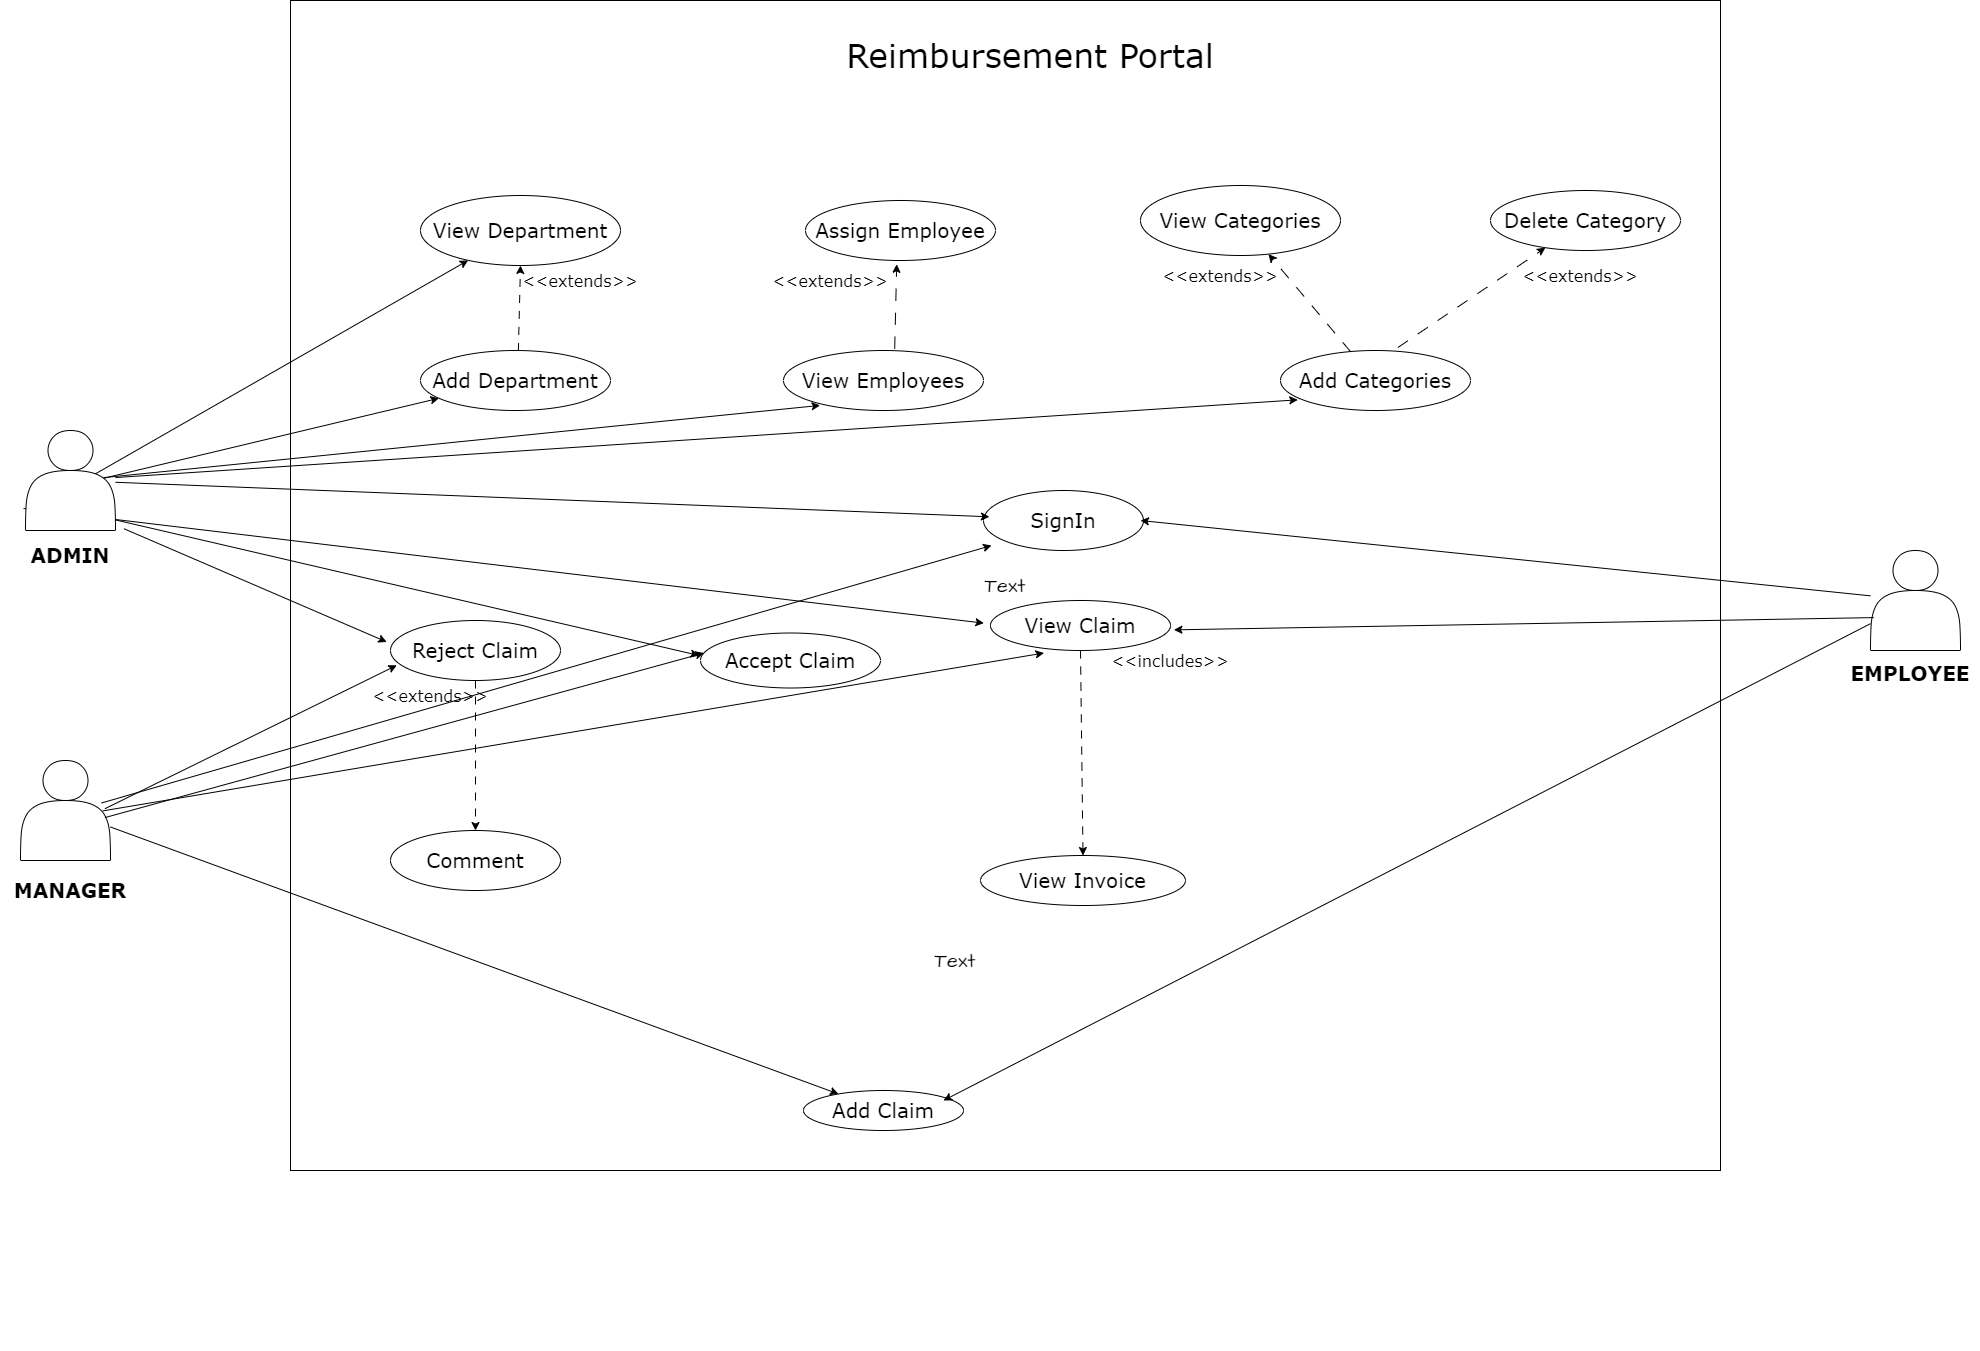 Reimbursement Portal
View Department
Assign Employee
View Categories
Delete Category
<<extends>>
<<extends>>
<<extends>>
<<extends>>
Add Department
View Employees
Add Categories
SignIn
ADMIN
Text
View Claim
Reject Claim
Accept Claim
<<includes>>
EMPLOYEE
<<extends>>
Comment
View Invoice
MANAGER
Text
Add Claim